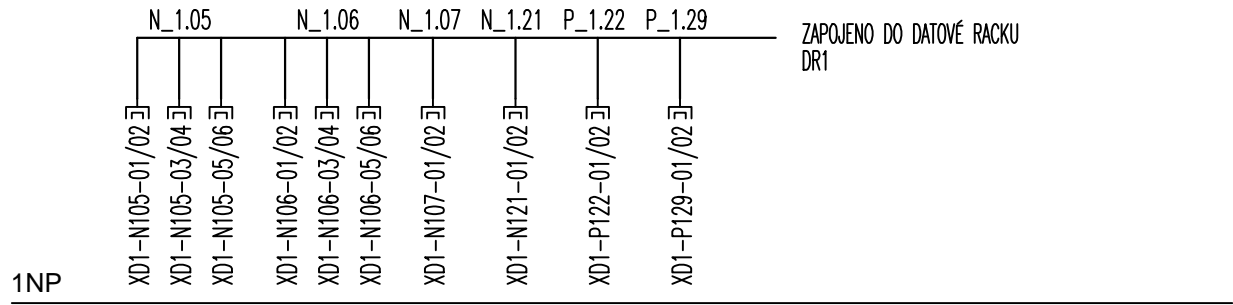 N_1.05 N_1.06 N_1.07 N_1.21 P_1.22 P_1.29
ZAPOJENO DO DATOVÉ RACKU
DR1
XD1-N105-01/02
XD1-N105-03/04
XD1-N105-05/06
XD1-N106-01/02
XD1-N106-03/04
XD1-N106-05/06
XD1-N107-01/02
XD1-N121-01/02
XD1-P122-01/02
XD1-P129-01/02
1NP